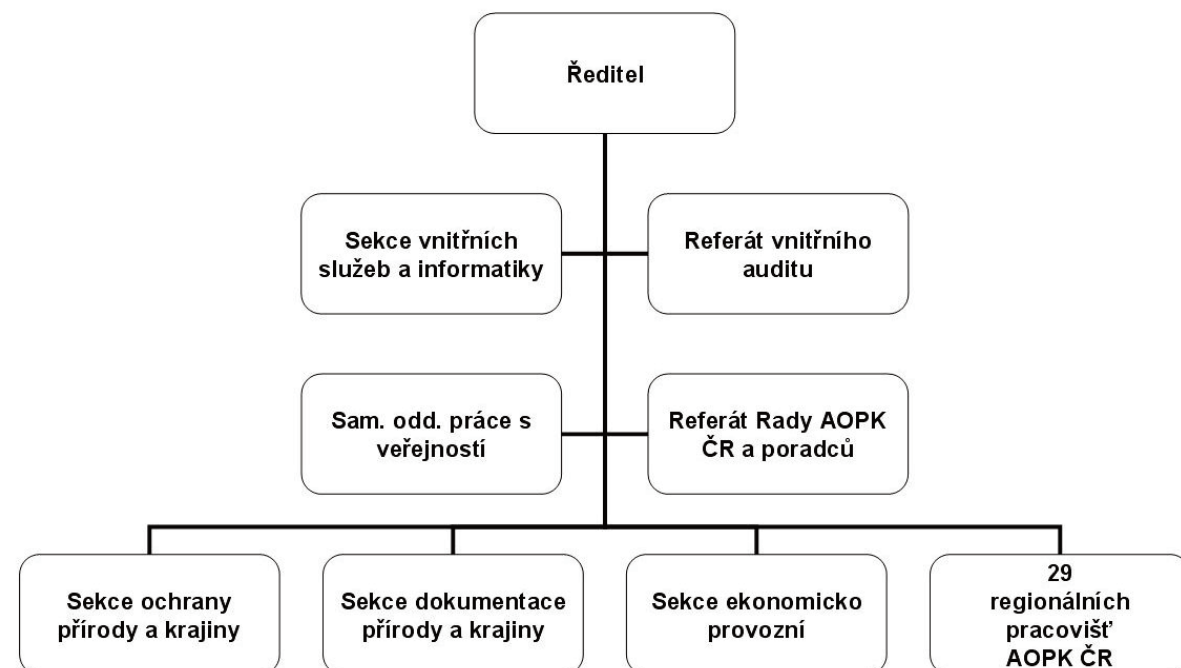 Ředitel
Sekce vnitřních
služeb a informatiky
Referát vnitřního
auditu
Sam. odd. práce s
veřejností
Referát Rady AOPK
ČR a poradců
Sekce ochrany
přírody a krajiny
Sekce dokumentace
přírody a krajiny
Sekce ekonomicko
provozní
29
regionálních
pracovišť
AOPK ČR